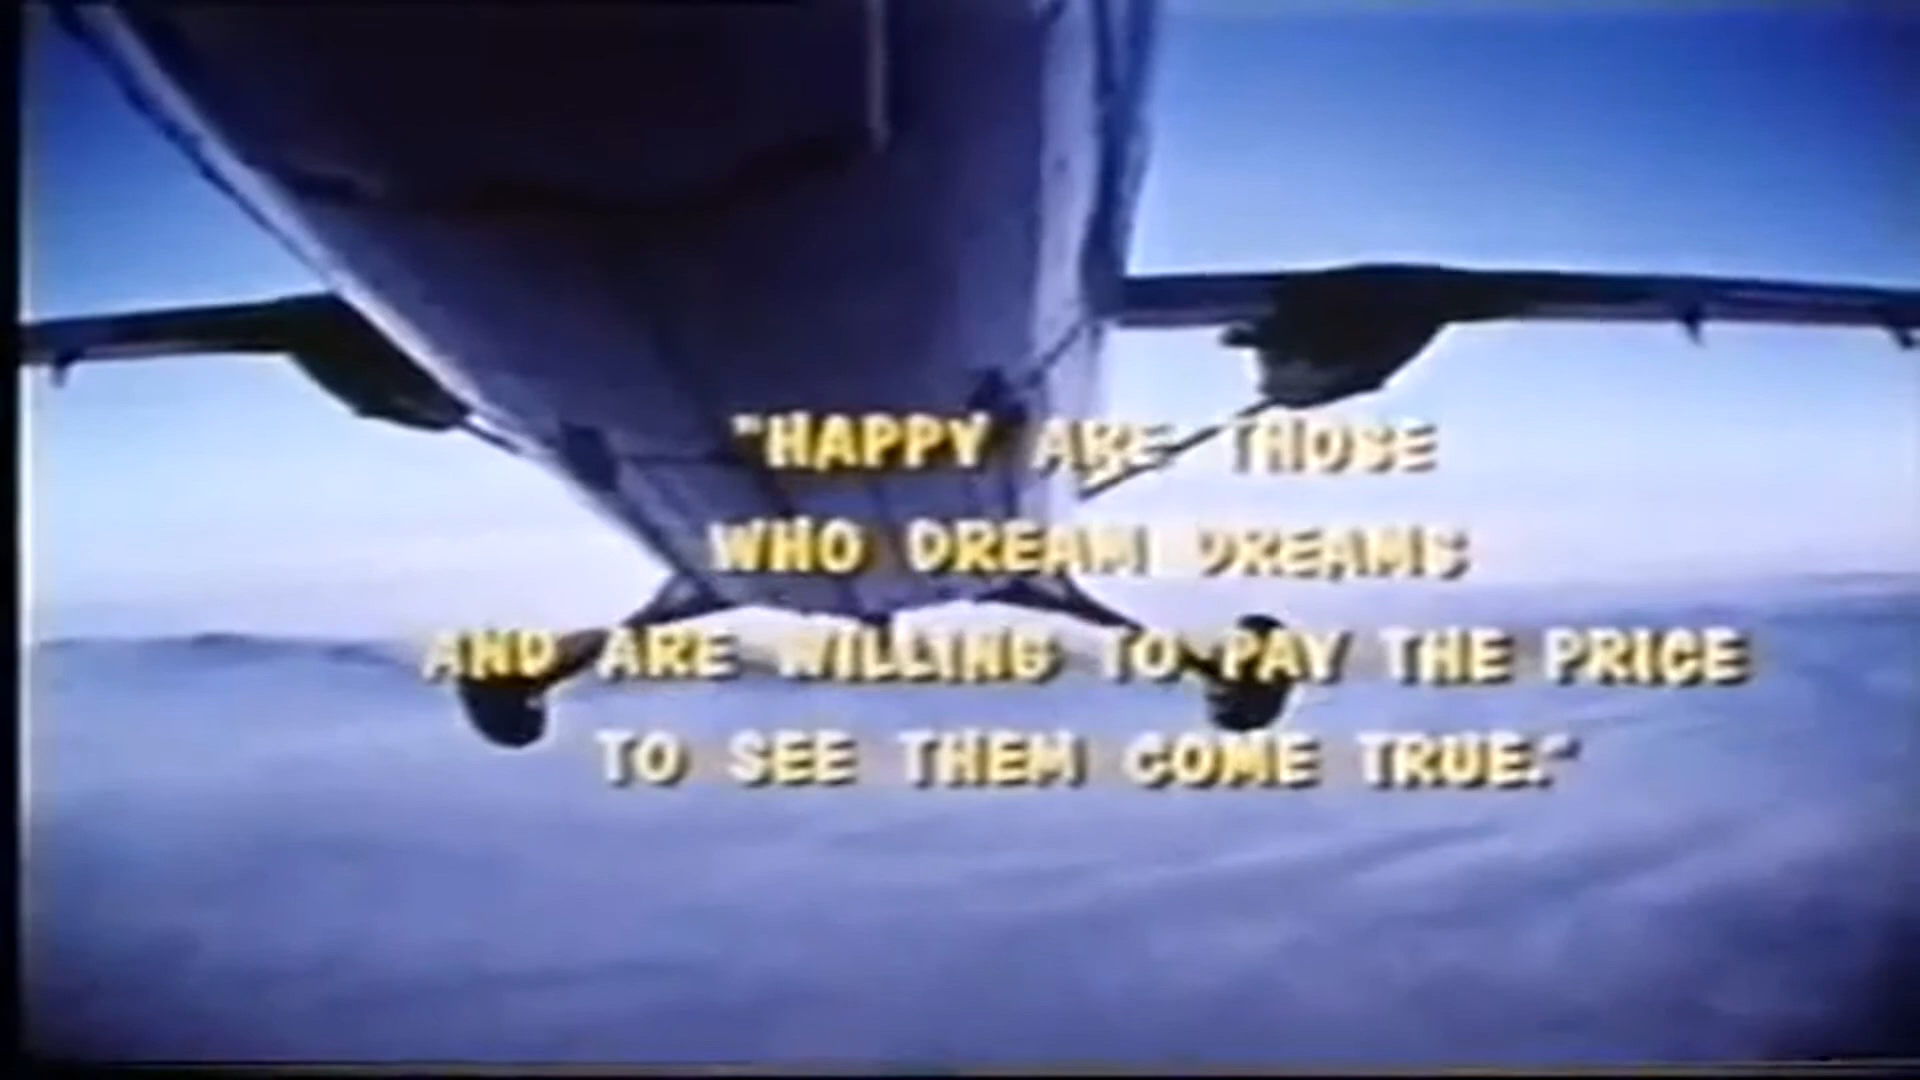 "HAPPY ARE THOSE
WHO DREAM DREAMS
AND ARE WILLING TO PAY THE PRICE
TO SEE THEM COME TRUE."